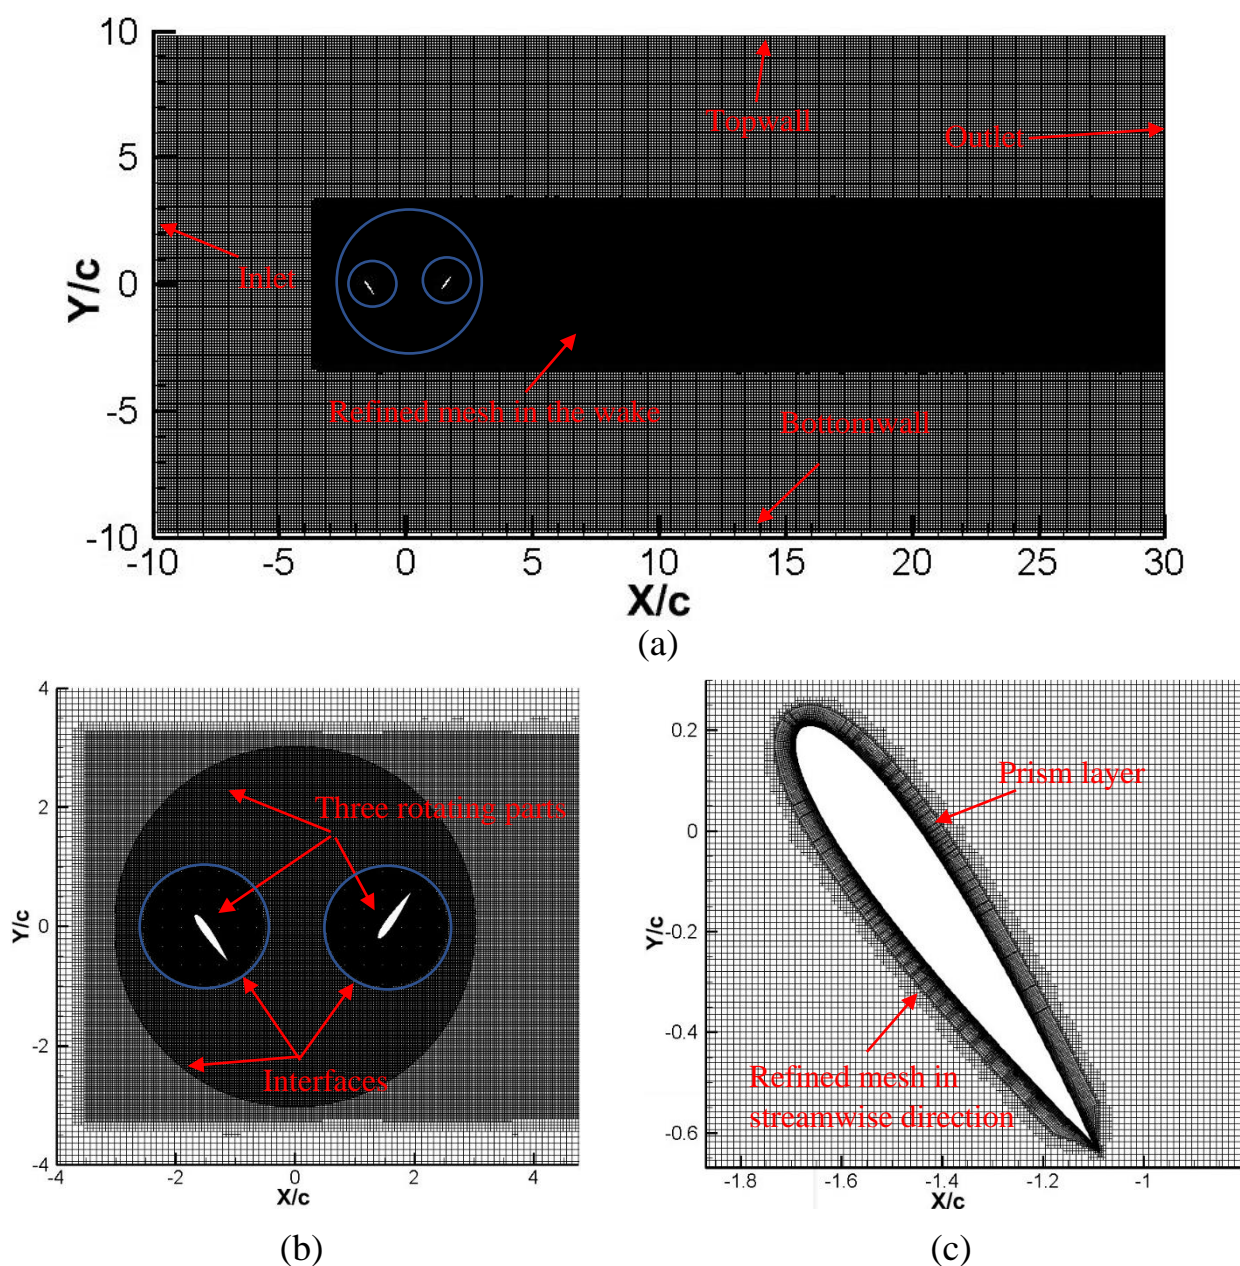 10
Topwall
Outlet
5
Y/c
Inlet
0
Refined mesh in the wake
Bottomwall
-5
-10
-10 -5 0 5 10 15 20 25 30
X/c
(a)
4
Three rotating parts
2
Y/c
0
-2
Interfaces
-4
-4 -2 0 2 4
X/c
(b)
0.2
Prism layer
0
Y/c
-0.2
-0.4
Refined mesh in
streamwise direction
-0.6
-1.8 -1.6 -1.4 -1.2 -1
X/c
(c)